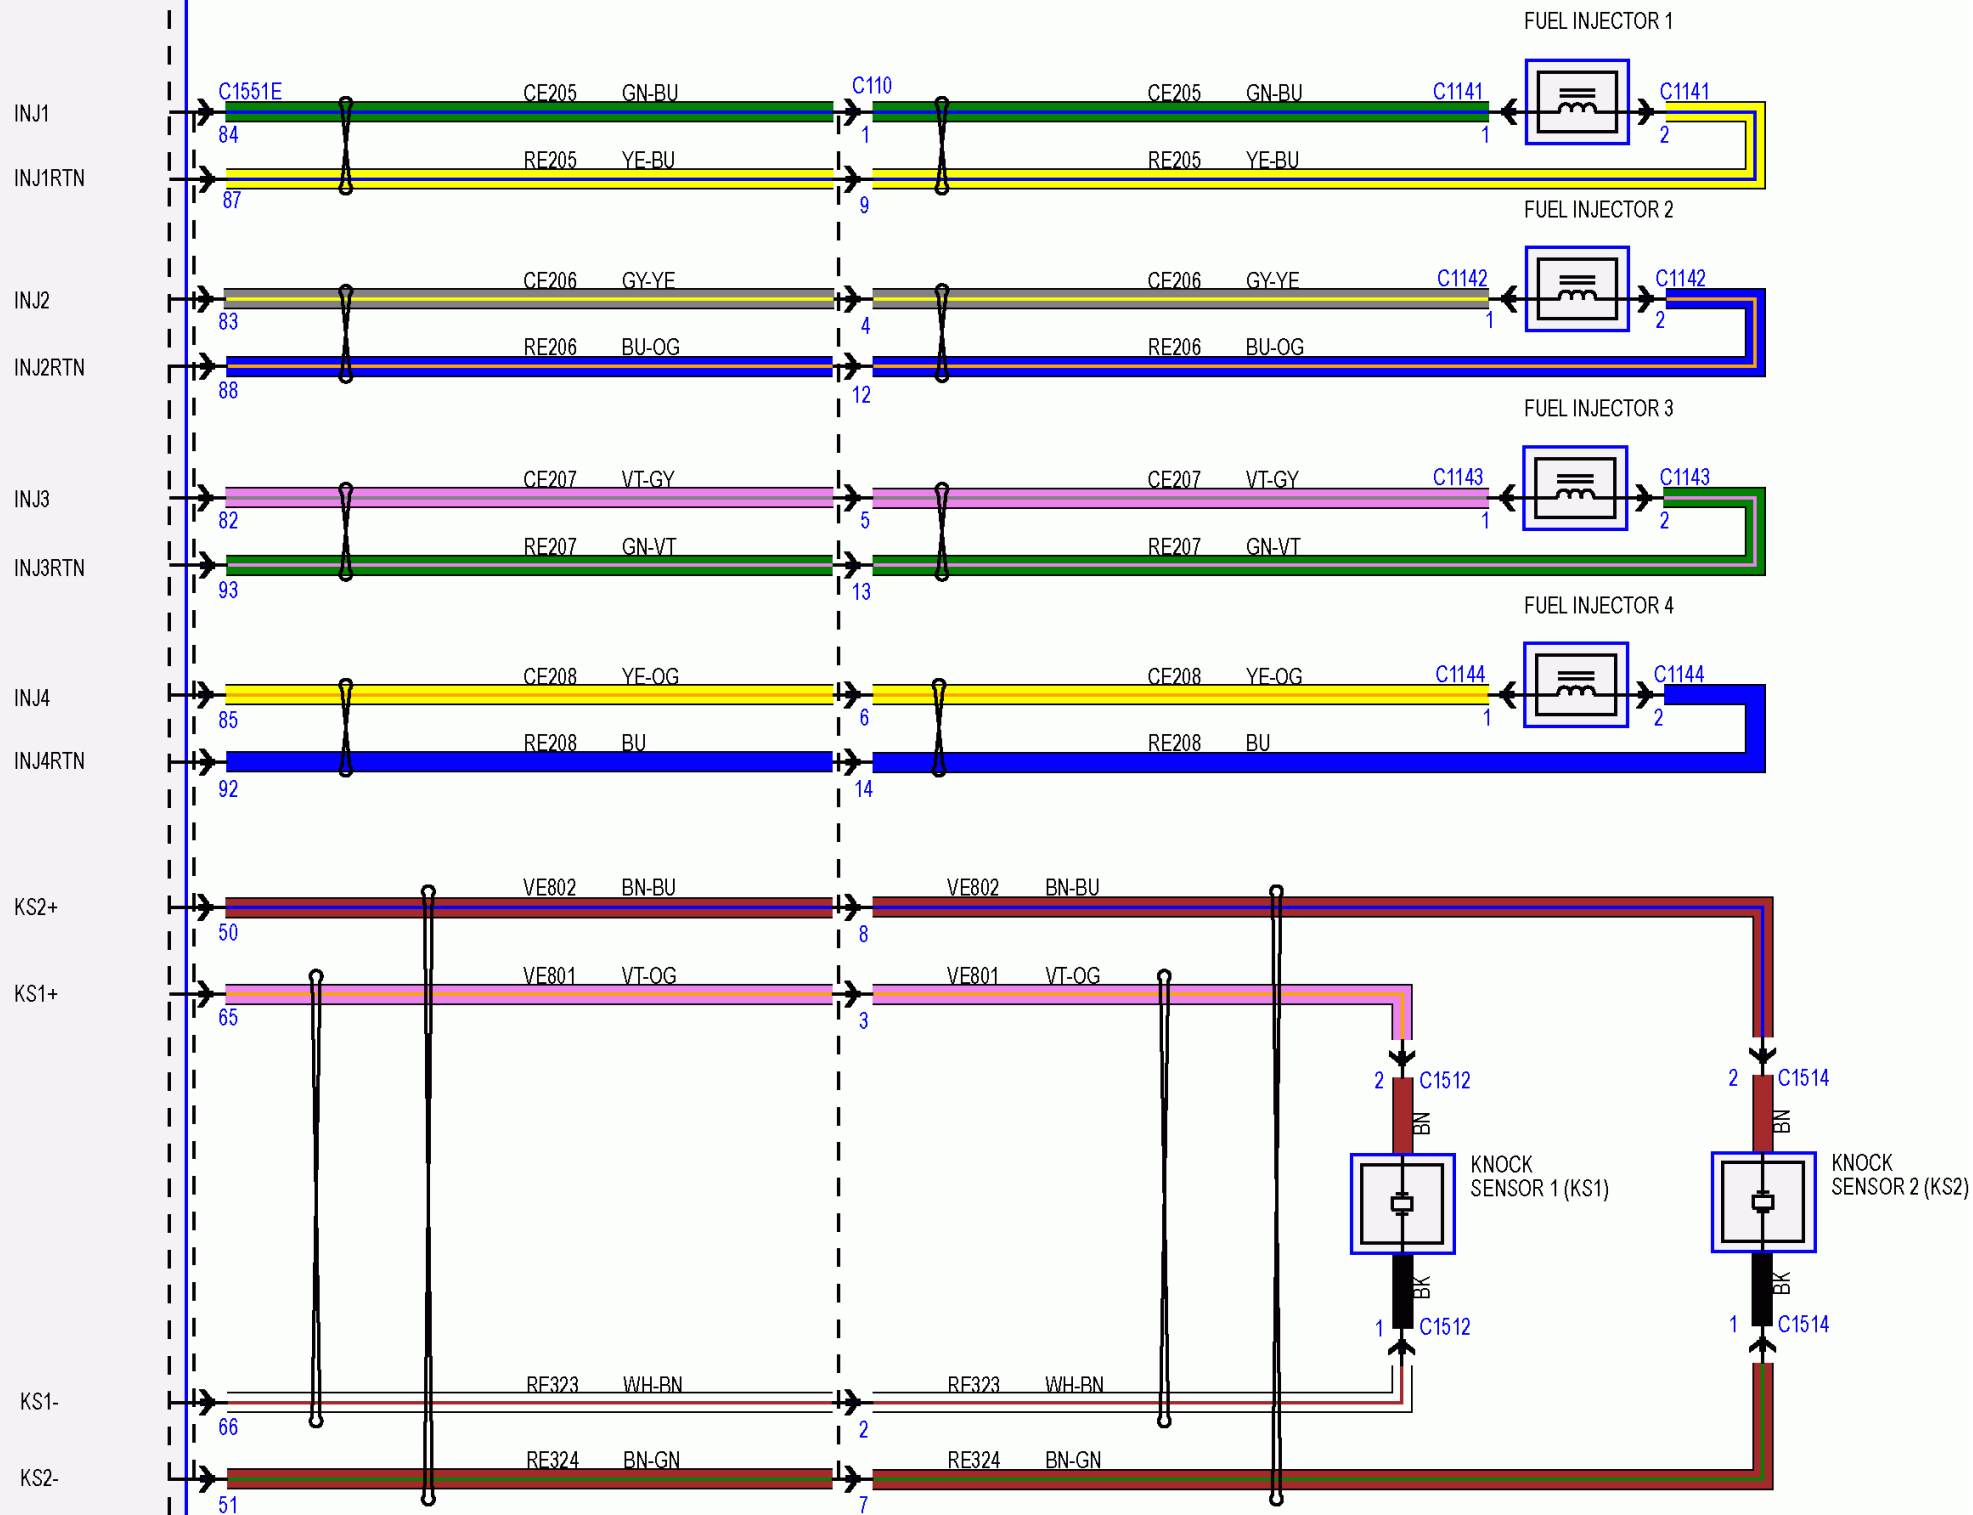 FUEL INJECTOR 1
C1551E CE205 GN-BU C110 CE205 GN-BU C1141 C1141
INJ1
84 1 1 2
RE205 YE-BU RE205 YE-BU
INJ1RTN
87 9
FUEL INJECTOR 2
CE206 GY-YE CE206 GY-YE C1142 C1142
INJ2
83 4 1 2
RE206 BU-OG RE206 BU-OG
INJ2RTN
88 12
FUEL INJECTOR 3
CE207 VT-GY CE207 VT-GY C1143 C1143
INJ3
82 5 1 2
RE207 GN-VT RE207 GN-VT
INJ3RTN
93 13
FUEL INJECTOR 4
CE208 YE-OG CE208 YE-OG C1144 C1144
INJ4
85 6 1 2
RE208 BU RE208 BU
INJ4RTN
92 14
VE802 BN-BU VE802 BN-BU
KS2+
50 8
VE801 VT-OG VE801 VT-OG
KS1+
65 3
2 C1512 2 C1514
BN BN
KNOCK
SENSOR 1 (KS1)
KNOCK
SENSOR 2 (KS2)
BK BK
1 C1512 1 C1514
RE323 WH-BN RE323 WH-BN
KS1-
66 2
RE324 BN-GN RE324 BN-GN
KS2-
51 7